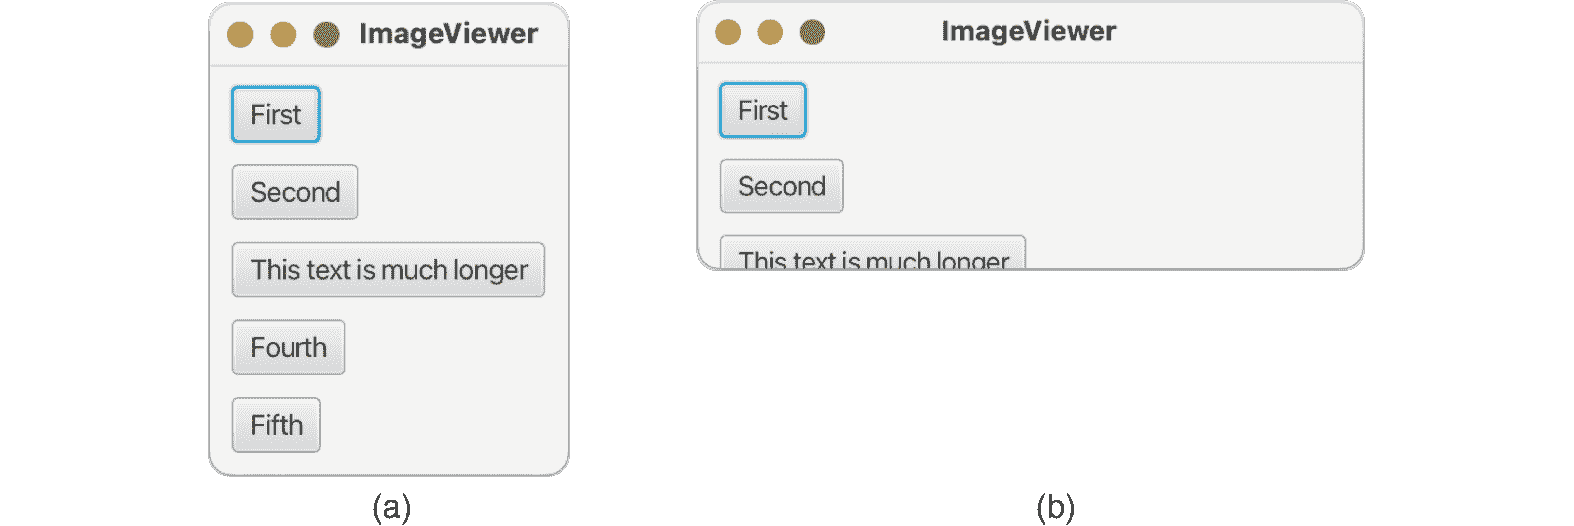 ImageViewer
First
Second
This text is much longer
Fourth
Fifth
(a)
ImageViewer
First
Second
This text is much longer
(b)